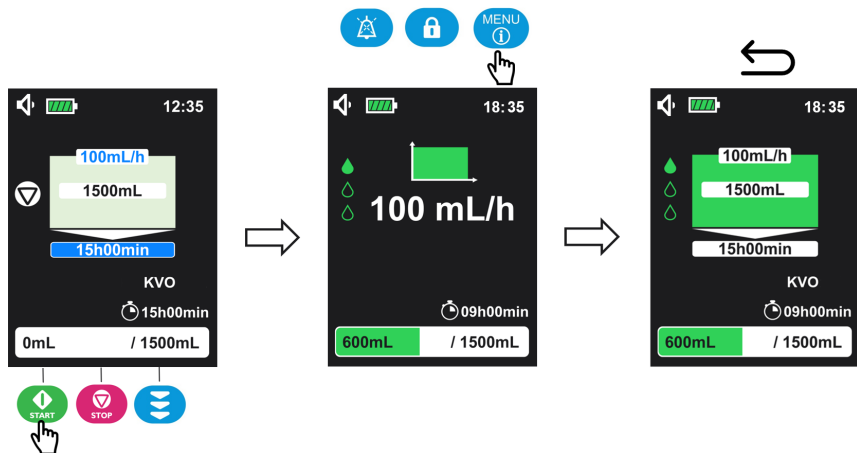 MENU
12:35
100mL/h
1500mL
15h00min
KVO
15h00min
0mL / 1500mL
START
STOP
18:35
100 mL/h
09h00min
600mL / 1500mL
18:35
100mL/h
1500mL
15h00min
KVO
09h00min
600mL / 1500mL